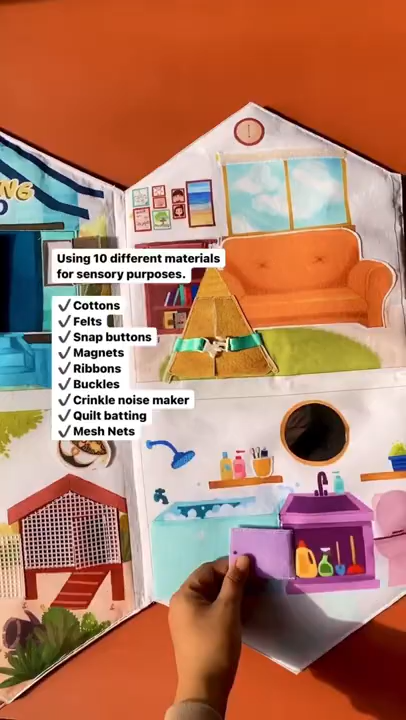 Using 10 different materials
for sensory purposes.
✓Cottons
✓Felts
✓Snap buttons
✓Magnets
✓Ribbons
✓Buckles
✓Crinkle noise maker
✓Quilt batting
✓Mesh Nets